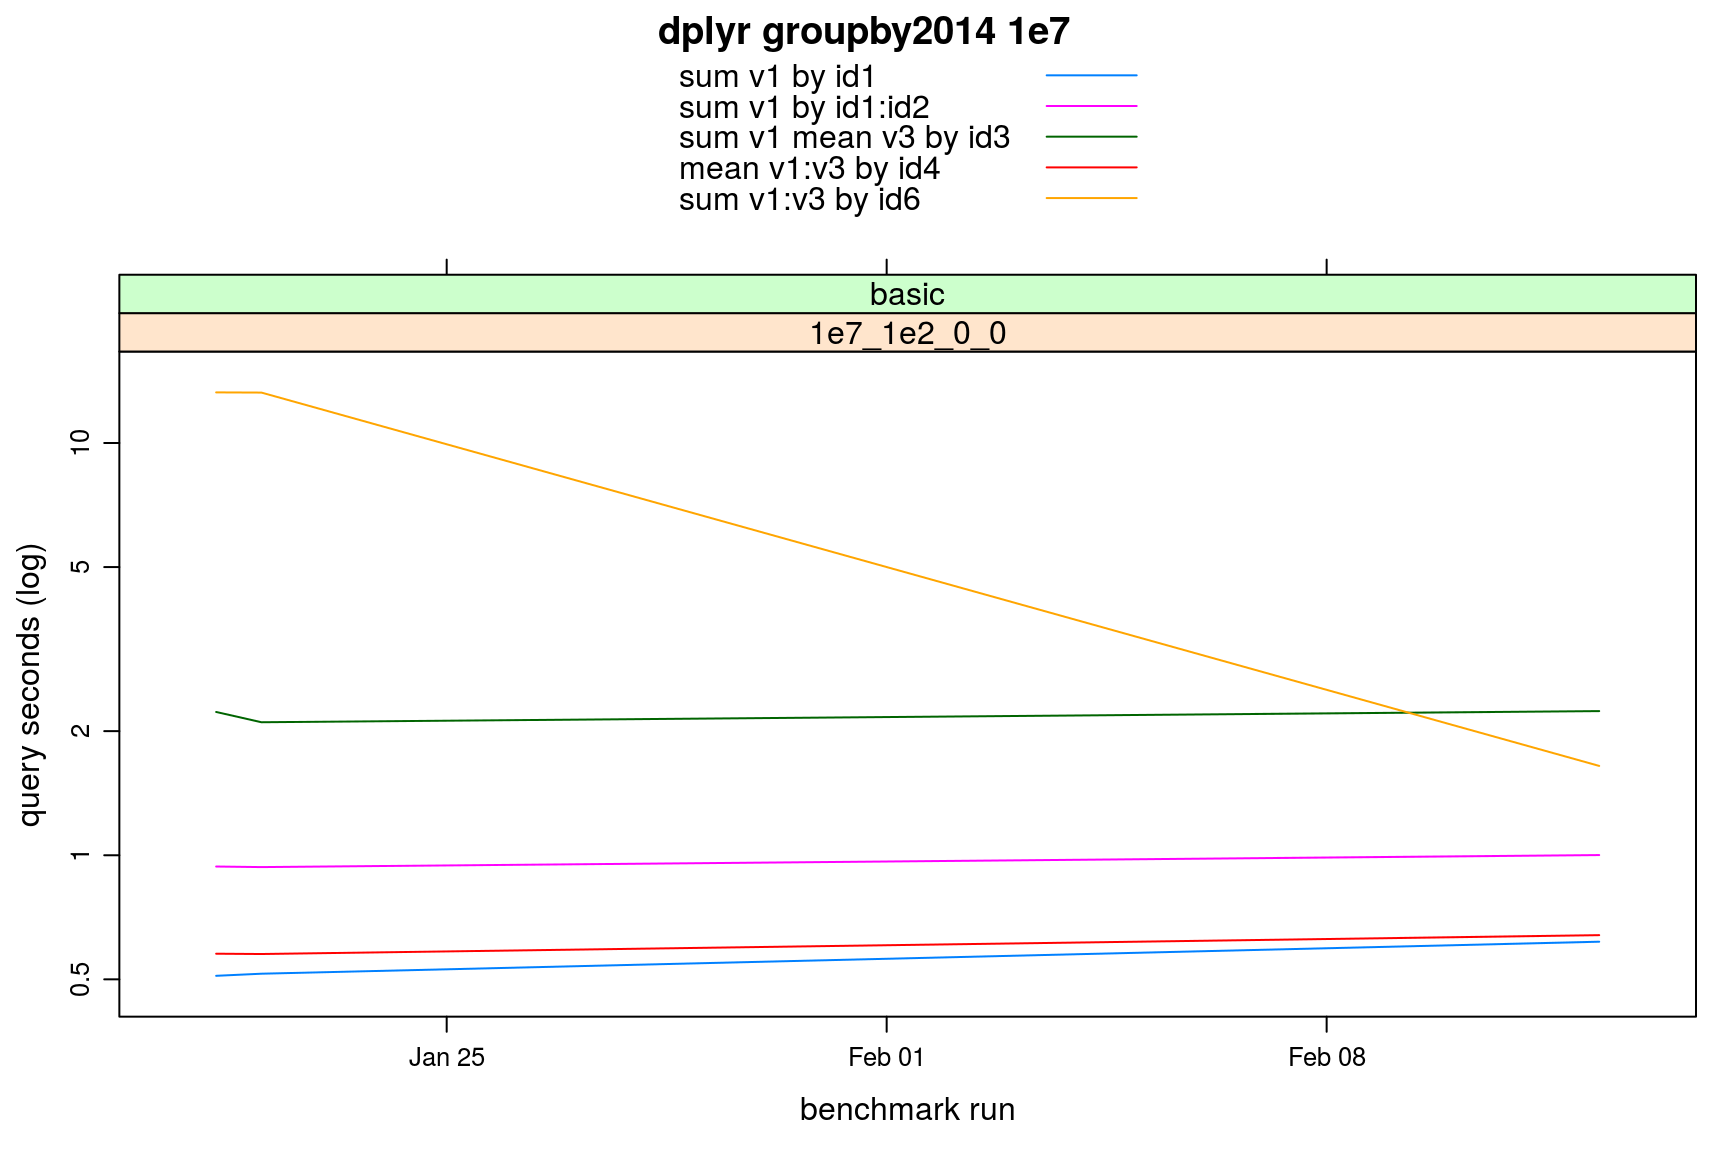 dplyr groupby2014 1e7
sum v1 by id1
sum v1 by id1:id2
sum v1 mean v3 by id3
mean v1:v3 by id4
sum v1:v3 by id6
basic
1e7_1e2_0_0
10
5
2
1
0.5
query seconds (log)
Jan 25
Feb 01
Feb 08
benchmark run